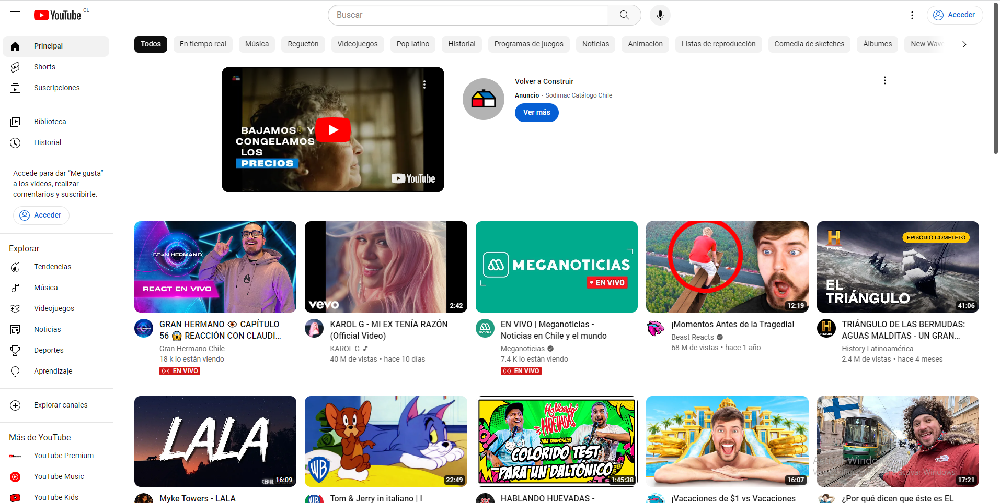 YouTube CL
Buscar
Acceder
Principal
Shorts
Suscripciones
Biblioteca
Historial
Accede para dar “Me gusta”
a los videos, realizar
comentarios y suscribirte.
Acceder
Explorar
Tendencias
Música
Videojuegos
Noticias
Deportes
Aprendizaje
Explorar canales
Más de YouTube
Premium
YouTube Premium
YouTube Music
YouTube Kids
Todos
En tiempo real
Música
Reguetón
Videojuegos
Pop latino
Historial
Programas de juegos
Noticias
Animación
Listas de reproducción
Comedia de sketches
Álbumes
New Wave
BAJAMOS Y
CONGELAMOS
LOS
PRECIOS
YouTube
Volver a Construir
Anuncio · Sodimac Catálogo Chile
Ver más
GRAN HERMANO
REACT EN VIVO
GRAN HERMANO 👁 CAPÍTULO
56 😱 REACCIÓN CON CLAUDI...
Gran Hermano Chile
18 k lo están viendo
EN VIVO
vevo
2:42
KAROL G - MI EX TENÍA RAZÓN
(Official Video)
KAROL G
40 M de vistas • hace 10 días
MEGANOTICIAS
• EN VIVO
NOTICIAS
EN VIVO | Meganoticias -
Noticias en Chile y el mundo
Meganoticias
7.4 K lo están viendo
EN VIVO
12:19
¡Momentos Antes de la Tragedia!
Beast Reacts
68 M de vistas • hace 1 año
H
HISTORY
EPISODIO COMPLETO
EL
TRIÁNGULO
41:06
H
HISTORY
TRIÁNGULO DE LAS BERMUDAS:
AGUAS MALDITAS - UN GRAN...
History Latinoamérica
2.4 M de vistas • hace 4 meses
LALA
16:09
Myke Towers - LALA
WB
22:49
WB
Tom & Jerry in italiano | I
Hablando
HUEVADAS
7MA TEMPORADA
COLORIDO TEST
PARA UN DALTÓNICO
1:45:38
HABLANDO HUEVADAS -
16:07
¡Vacaciones de $1 vs Vacaciones
4
THE NORTH FACE
17:21
¿Por qué dicen que éste es EL